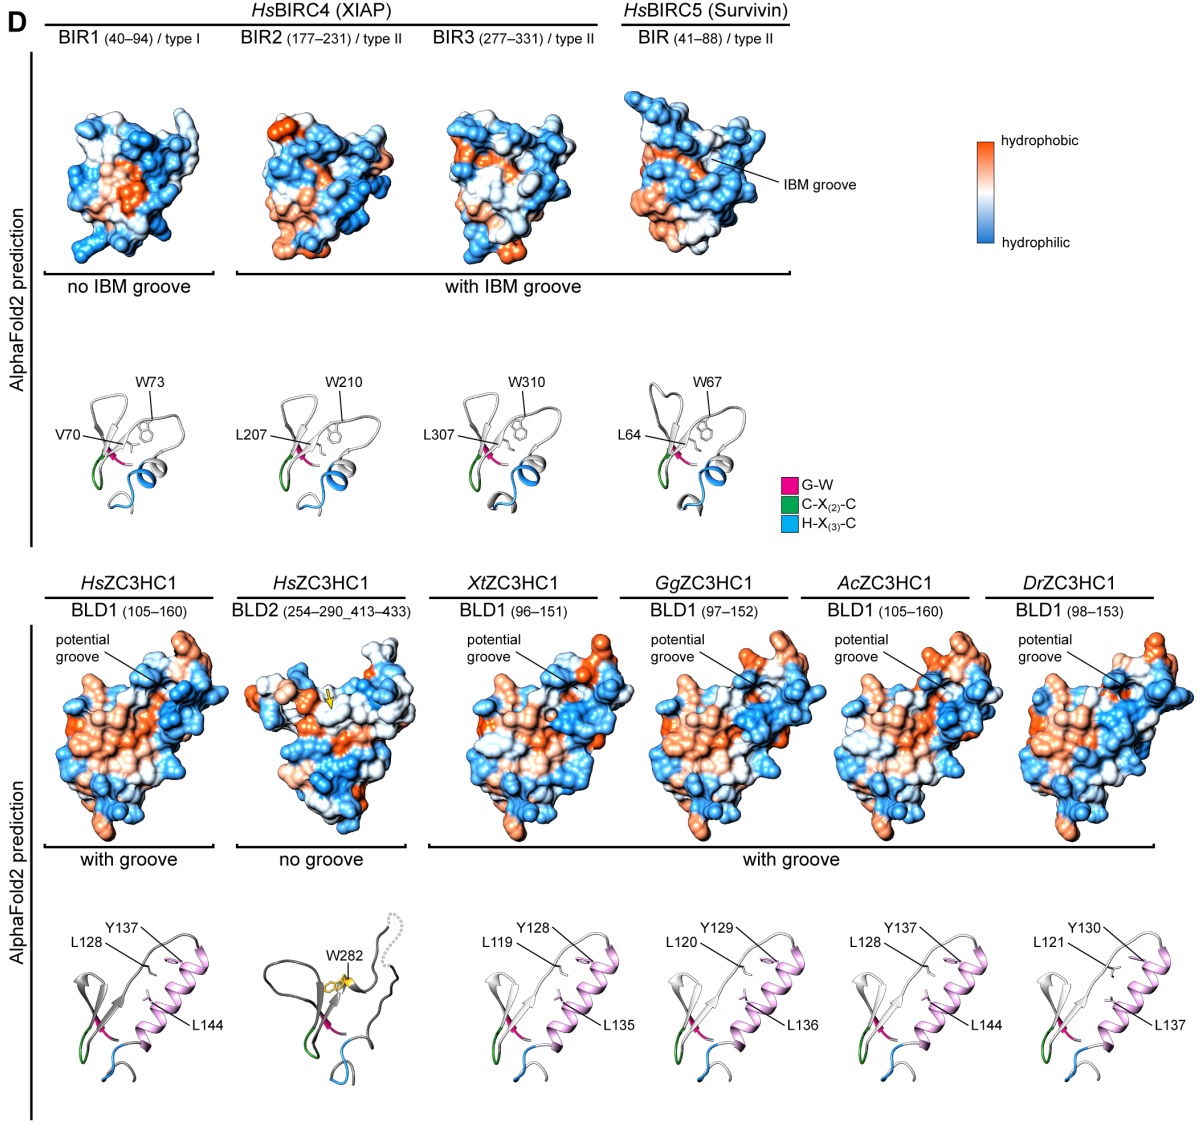 D
HsBIRC4 (XIAP)
HsBIRC5 (Survivin)
BIR1 (40–94) / type I
BIR2 (177–231) / type II
BIR3 (277–331) / type II
BIR (41–88) / type II
AlphaFold2 prediction
IBM groove
hydrophobic
hydrophilic
no IBM groove
with IBM groove
W73
V70
W210
L207
W310
L307
W67
L64
G-W
C-X(2)-C
H-X(3)-C
HsZC3HC1
HsZC3HC1
XtZC3HC1
GgZC3HC1
AcZC3HC1
DrZC3HC1
BLD1 (105–160)
BLD2 (254–290_413–433)
BLD1 (96–151)
BLD1 (97–152)
BLD1 (105–160)
BLD1 (98–153)
AlphaFold2 prediction
potential
groove
potential
groove
potential
groove
potential
groove
potential
groove
with groove
no groove
with groove
Y137
L128
L144
W282
Y128
L119
L135
Y129
L120
L136
Y137
L128
L144
Y130
L121
L137